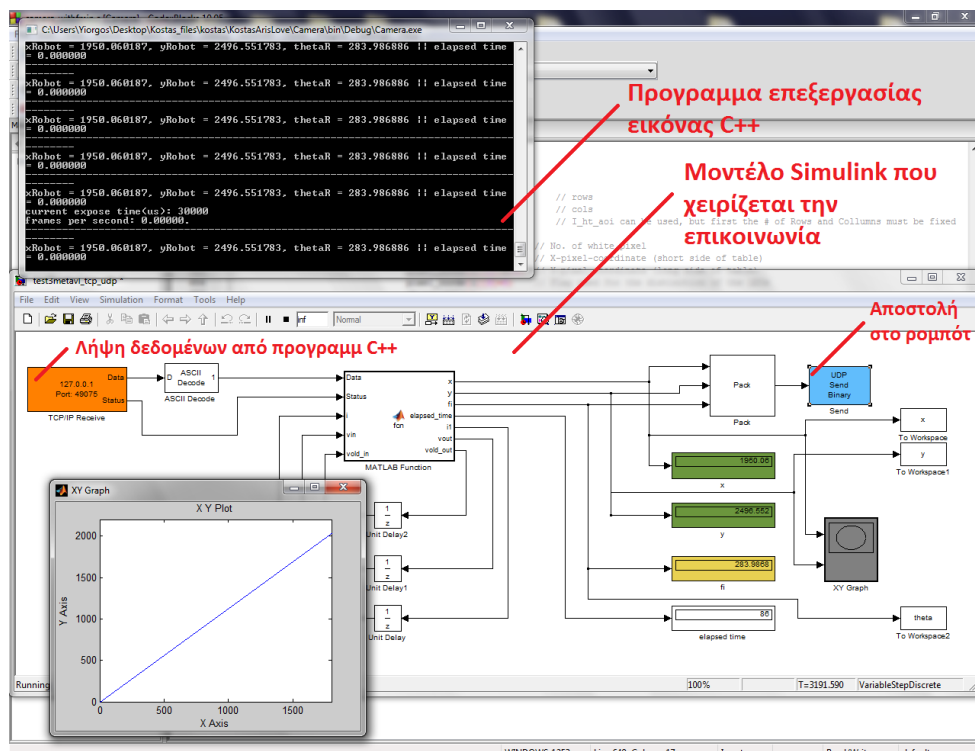 C:\Users\Yiorgos\Desktop\Kostas_files\kostas\KostasArisLove\Camera\bin\Debug\Camera.exe
xRobot = 1950.060187, yRobot = 2496.551783, thetaR = 283.986886 || elapsed time
= 0.000000
xRobot = 1950.060187, yRobot = 2496.551783, thetaR = 283.986886 || elapsed time
= 0.000000
xRobot = 1950.060187, yRobot = 2496.551783, thetaR = 283.986886 || elapsed time
= 0.000000
xRobot = 1950.060187, yRobot = 2496.551783, thetaR = 283.986886 || elapsed time
= 0.000000
xRobot = 1950.060187, yRobot = 2496.551783, thetaR = 283.986886 || elapsed time
= 0.000000
current expose time(us): 30000
frames per second: 0.00000.
xRobot = 1950.060187, yRobot = 2496.551783, thetaR = 283.986886 || elapsed time
= 0.000000
Προγραμμα επεξεργασίας
εικόνας C++
Μοντέλο Simulink που
χειρίζεται την
επικοινωνία
// rows
// cols
// I_ht_aoi can be used, but first the # of Rows and Collumns must be fixed
// No. of white pixel
// X-pixel-coordinate (short side of table)
test3metavl_tcp_udp *
File Edit View Simulation Format Tools Help
inf
Normal
Λήψη δεδομένων από προγραμμ C++
Αποστολή
στο ρομπότ
127.0.0.1
Port: 49075
Data
Status
TCP/IP Receive
D
ASCII
Decode
1
ASCII Decode
Data
Status
i
vin
vold_in
fcn
x
y
fi
elapsed_time
i1
vout
vold_out
MATLAB Function
Pack
Pack
UDP
Send
Binary
Send
x
To Workspace
y
To Workspace1
1950.06
x
2496.552
y
283.9868
fi
86
elapsed time
XY Graph
theta
To Workspace2
1
z
Unit Delay2
1
z
Unit Delay1
1
z
Unit Delay
XY Graph
X Y Plot
2000
1500
1000
500
0
Y Axis
0 500 1000 1500
X Axis
Running
100%
T=3191.590
VariableStepDiscrete